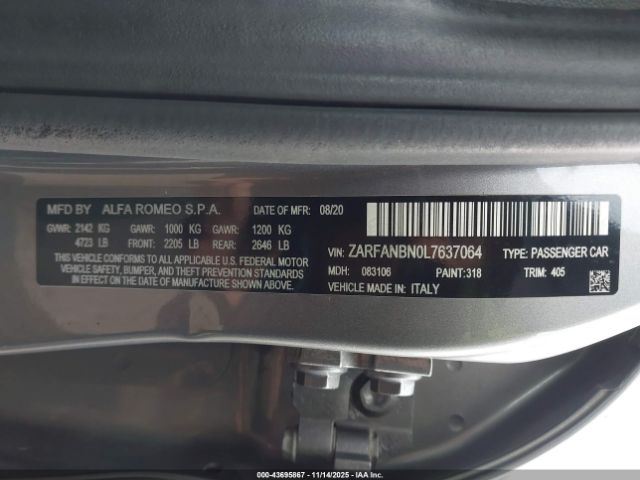 MFD BY ALFA ROMEO S.P.A. DATE OF MFR: 08/20
GVWR: 2142 KG GAWR: 1000 KG GAWR: 1200 KG
4723 LB FRONT: 2205 LB REAR: 2646 LB
THIS VEHICLE CONFORMS TO ALL APPLICABLE U.S.A. FEDERAL MOTOR
VEHICLE SAFETY, BUMPER, AND THEFT PREVENTION STANDARDS
IN EFFECT ON THE DATE OF MANUFACTURE SHOWN ABOVE.
VIN: ZARFANBN0L7637064 TYPE: PASSENGER CAR
MDH: 083106 PAINT: 318 TRIM: 405
VEHICLE MADE IN: ITALY
000-43695867 - 11/14/2025 - IAAI.COM